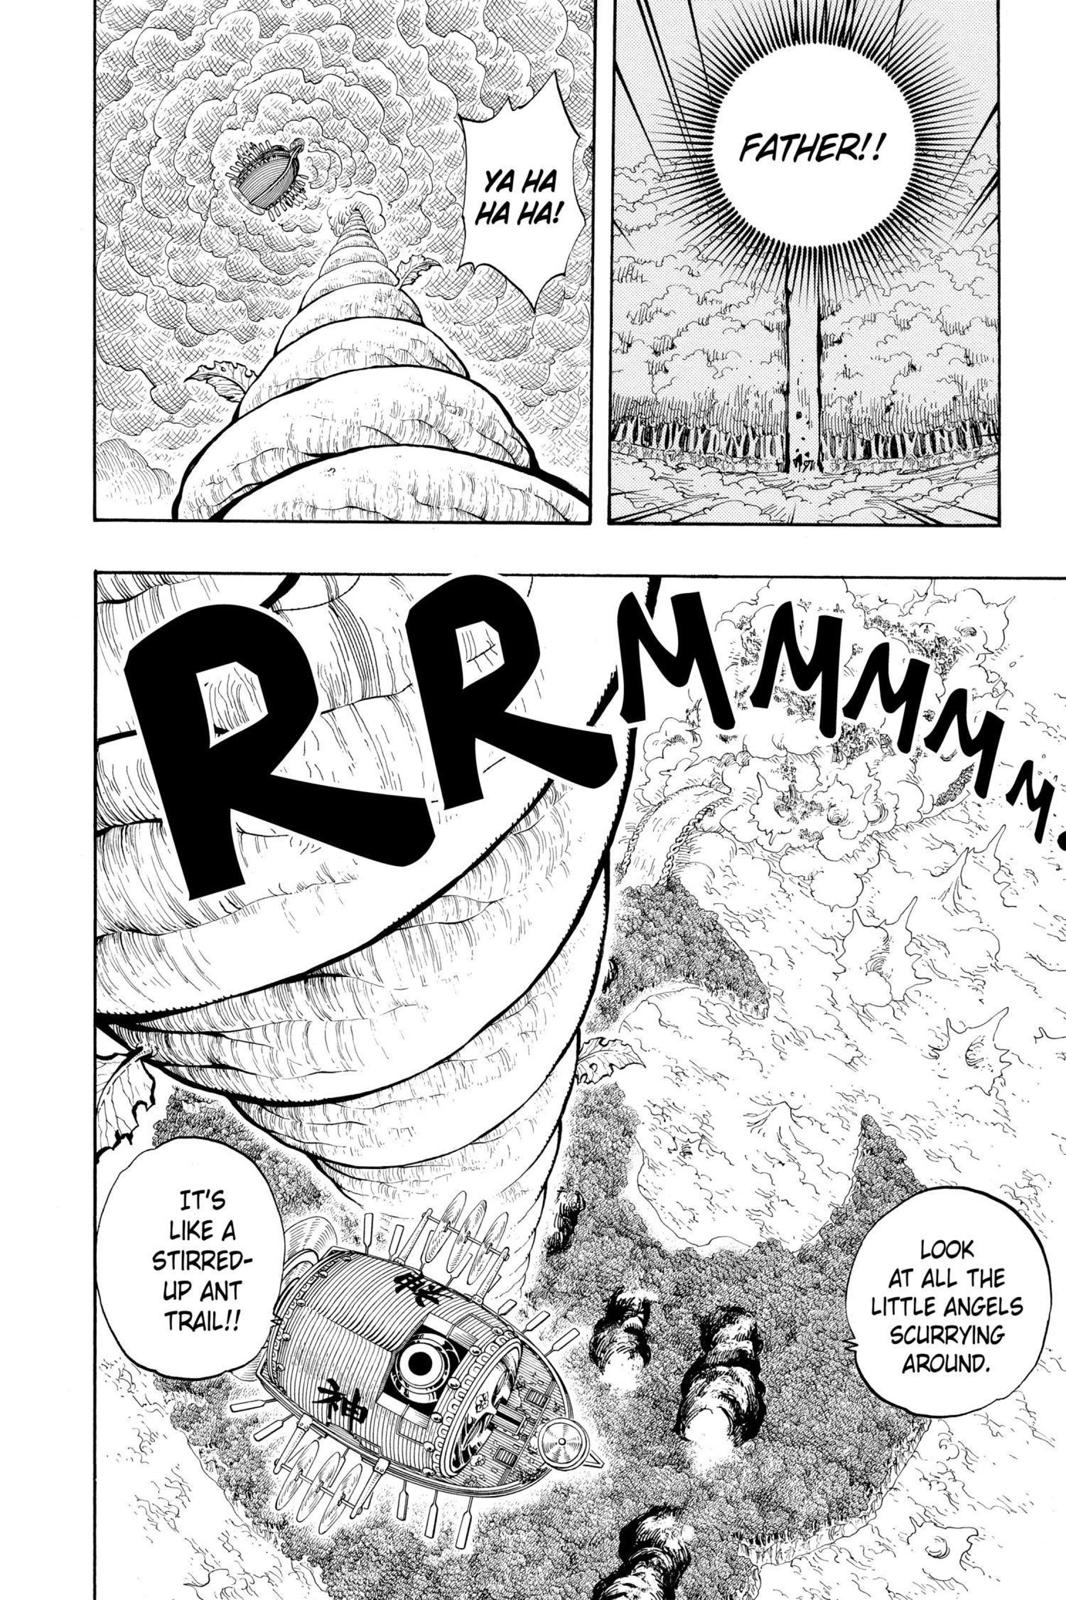 FATHER!!
YA HA
HA HA!
RRMMMMMM.
LOOK
AT ALL THE
LITTLE ANGELS
SCURRYING
AROUND.
IT'S
LIKE A
STIRRED-
UP ANT
TRAIL!!
神